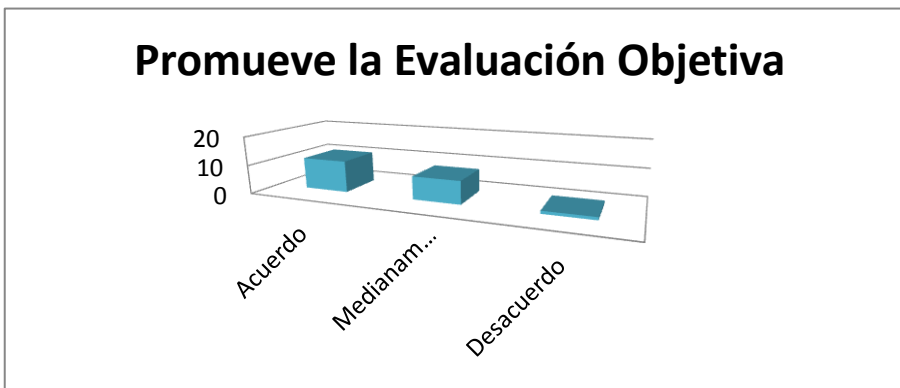 Promueve la Evaluación Objetiva
20
10
0
Acuerdo
Medianam...
Desacuerdo